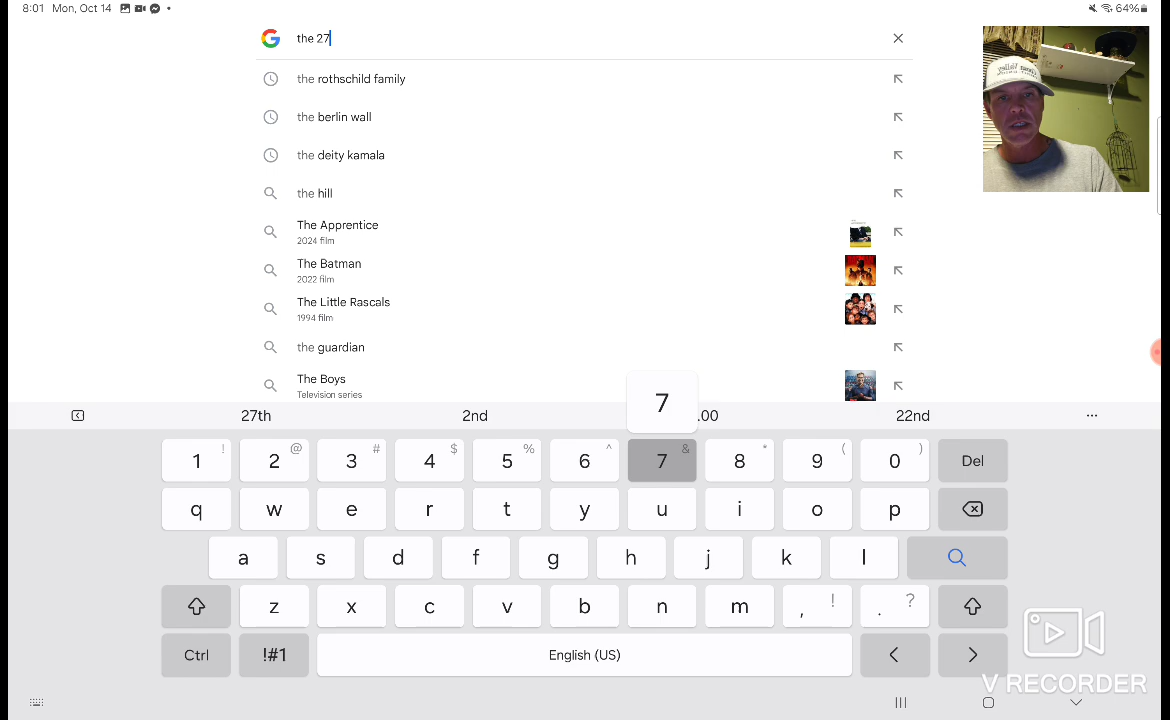 8:01 Mon, Oct 14
64%
the 27
the rothschild family
the berlin wall
the deity kamala
the hill
The Apprentice
2024 film
The Batman
2022 film
The Little Rascals
1994 film
the guardian
The Boys
Television series
7
27th 2nd .00 22nd ...
1 ! 2 @ 3 # 4 $ 5 % 6 ^ 7 & 8 * 9 ( 0 ) Del
q w e r t y u i o p
a s d f g h j k l
z x c v b n m , ! . ?
Ctrl !#1 English (US) < >
V RECORDER